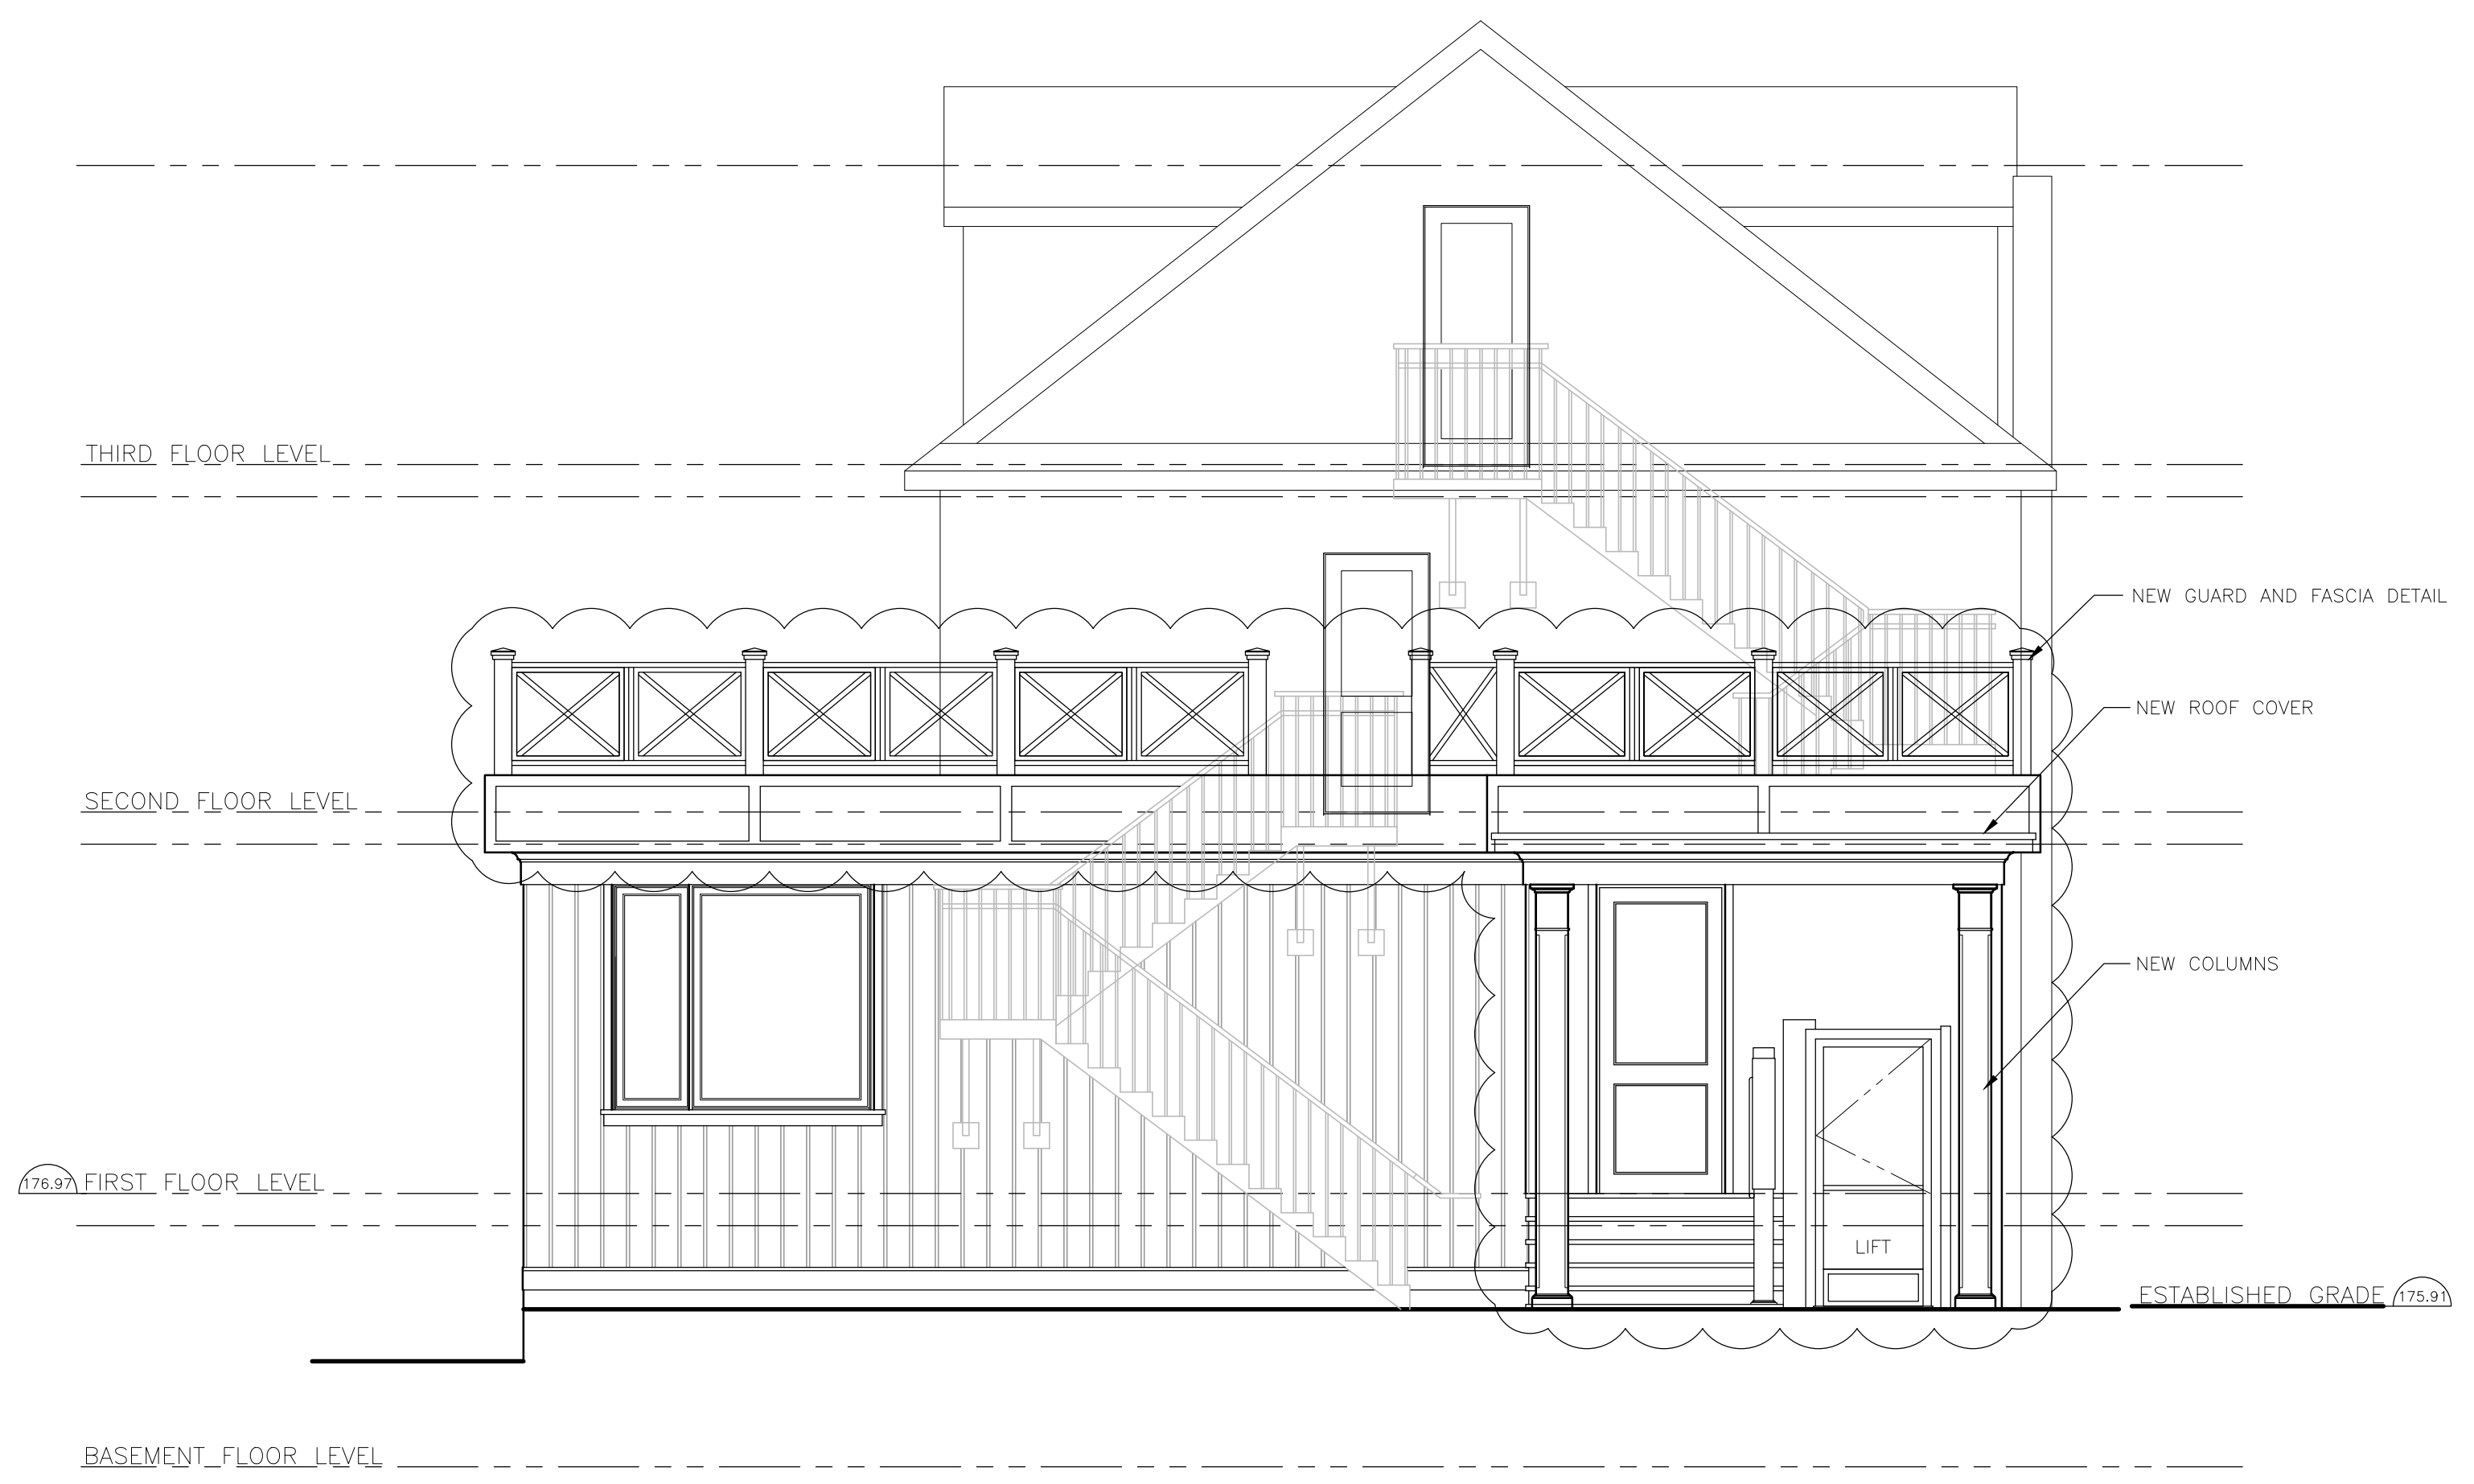 THIRD FLOOR LEVEL
NEW GUARD AND FASCIA DETAIL
NEW ROOF COVER
SECOND FLOOR LEVEL
NEW COLUMNS
176.97 FIRST FLOOR LEVEL
LIFT
ESTABLISHED GRADE 175.91
BASEMENT FLOOR LEVEL